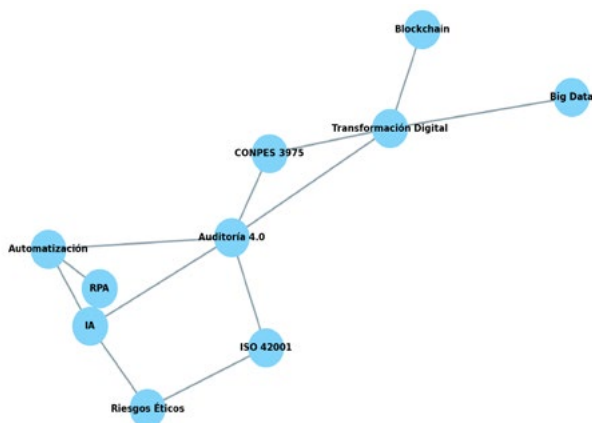 Blockchain
Big Data
Transformación Digital
CONPES 3975
Auditoría 4.0
Automatización
RPA
IA
ISO 42001
Riesgos Éticos